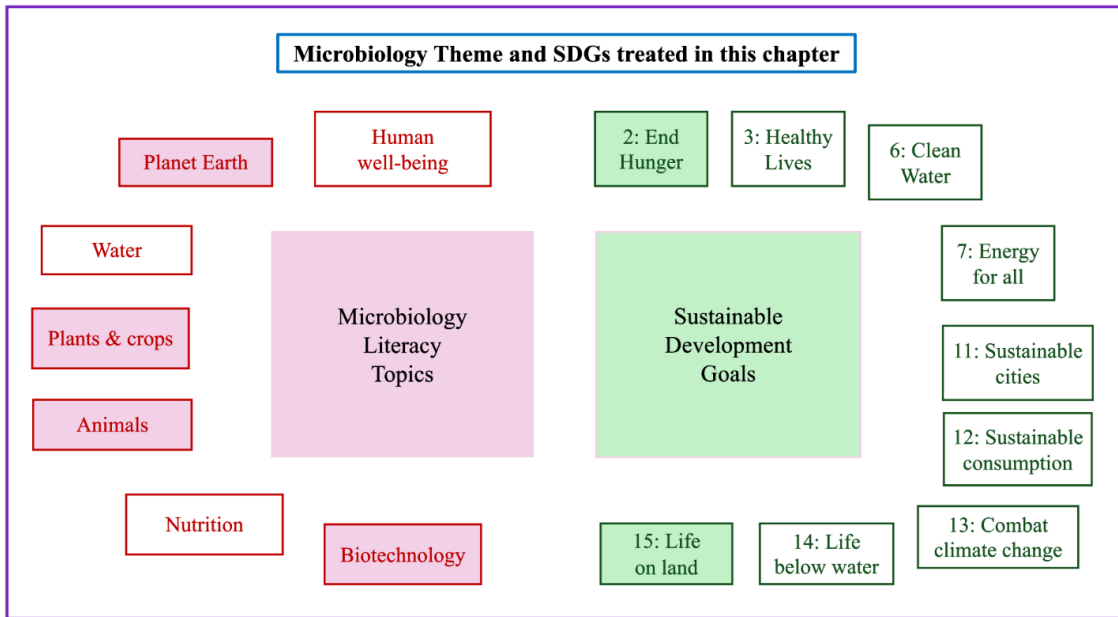 Microbiology Theme and SDGs treated in this chapter
Planet Earth
Human
well-being
2: End
Hunger
3: Healthy
Lives
6: Clean
Water
Water
7: Energy
for all
Plants & crops
Microbiology
Literacy
Topics
Sustainable
Development
Goals
11: Sustainable
cities
Animals
12: Sustainable
consumption
Nutrition
Biotechnology
15: Life
on land
14: Life
below water
13: Combat
climate change